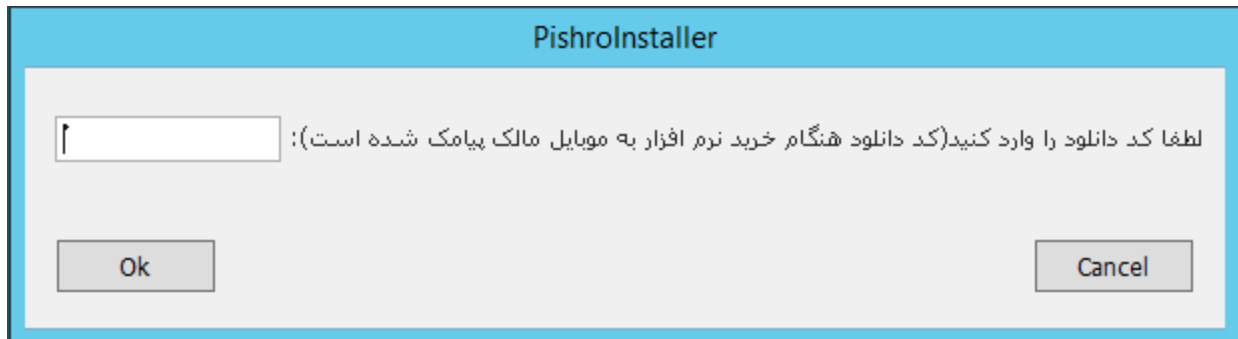 PishroInstaller
لطفا کد دانلود را وارد کنید(کد دانلود هنگام خرید نرم افزار به موبایل مالک پیامک شده است):
Ok
Cancel